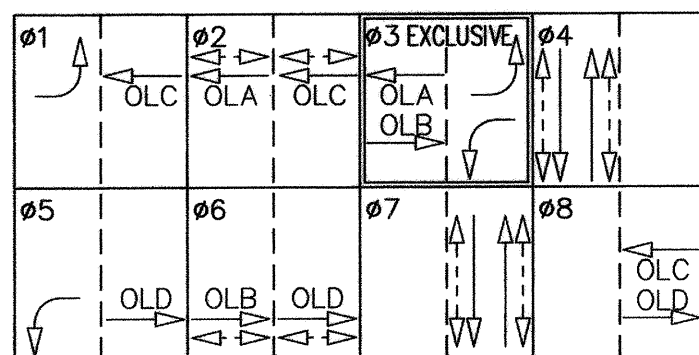 ø1 ø2 ø3 EXCLUSIVE ø4
OLC OLA OLC OLA
OLB
ø5 ø6 ø7 ø8
OLD OLB OLD OLC
OLD